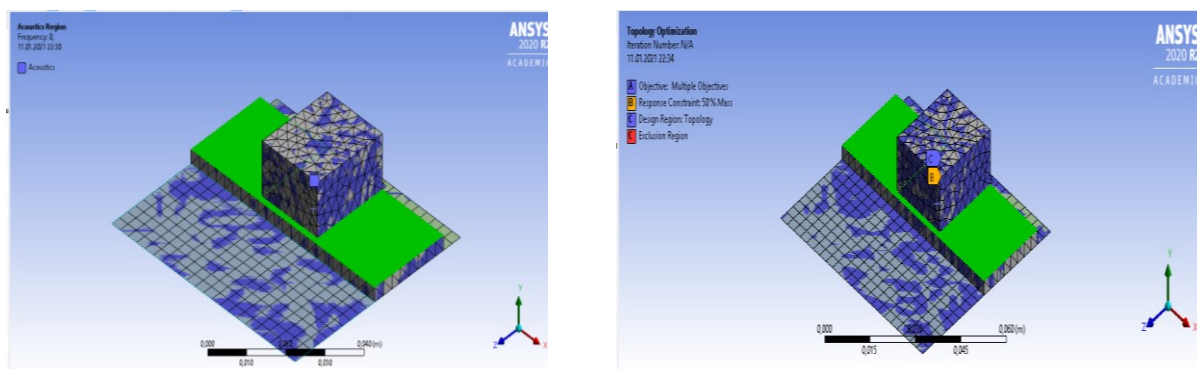 Acoustics Region
Frequency: 0,
11.01.2021 22:30
Acoustics
ANSYS
2020 R2
ACADEMIC
0,000
0,040 (m)
0,010
0,030
Y
Z
X
Topology Optimization
Iteration Number: N/A
11.01.2021 22:34
A Objective: Multiple Objectives
B Response Constraint: 50% Mass
C Design Region: Topology
C Exclusion Region
ANSYS
2020 R2
ACADEMIC
C
B
0,000
0,060 (m)
0,015
0,045
Y
Z
X